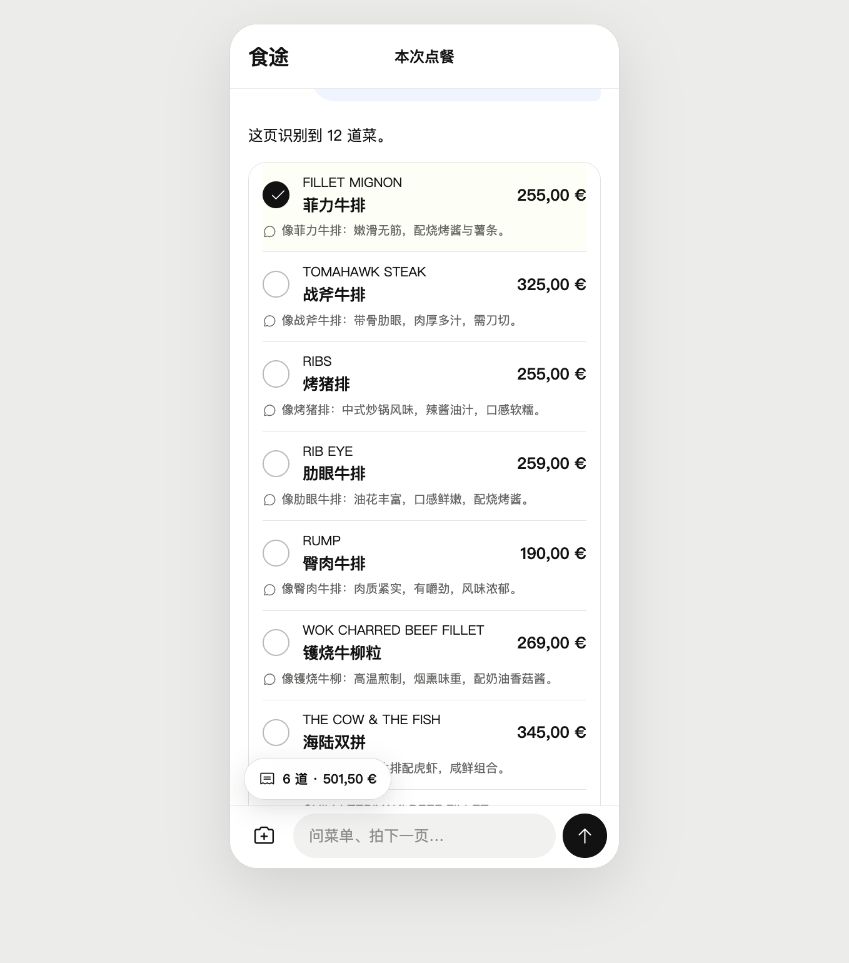 食途
本次点餐
这页识别到 12 道菜。
FILLET MIGNON
菲力牛排
255,00 €
像菲力牛排：嫩滑无筋，配烧烤酱与薯条。
TOMAHAWK STEAK
战斧牛排
325,00 €
像战斧牛排：带骨肋眼，肉厚多汁，需刀切。
RIBS
烤猪排
255,00 €
像烤猪排：中式炒锅风味，辣酱油汁，口感软糯。
RIB EYE
肋眼牛排
259,00 €
像肋眼牛排：油花丰富，口感鲜嫩，配烧烤酱。
RUMP
臀肉牛排
190,00 €
像臀肉牛排：肉质紧实，有嚼劲，风味浓郁。
WOK CHARRED BEEF FILLET
镬烧牛柳粒
269,00 €
像镬烧牛柳：高温煎制，烟熏味重，配奶油香菇酱。
THE COW & THE FISH
海陆双拼
345,00 €
排配虎虾，咸鲜组合。
6 道 · 501,50 €
问菜单、拍下一页...